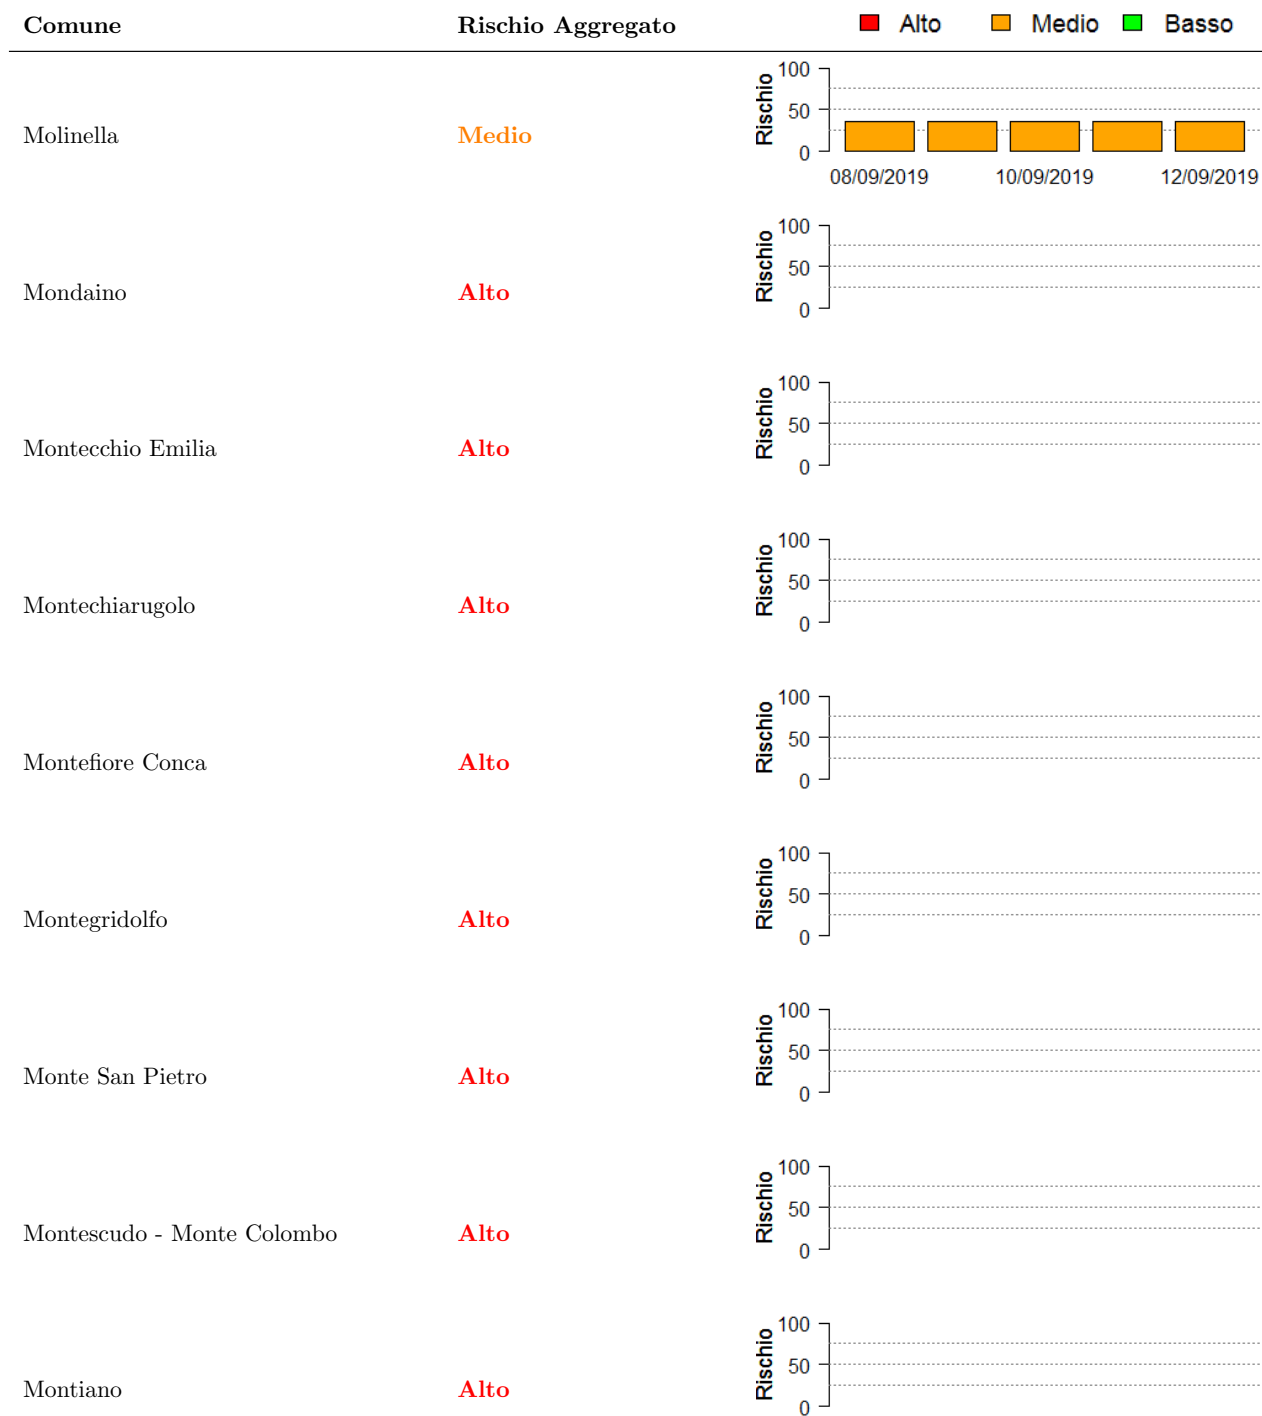 Comune Rischio Aggregato Alto Medio Basso
100
50
0
Rischio
Molinella Medio
08/09/2019 10/09/2019 12/09/2019
100
50
0
Rischio
Mondaino Alto
100
50
0
Rischio
Montecchio Emilia Alto
100
50
0
Rischio
Montechiarugolo Alto
100
50
0
Rischio
Montefiore Conca Alto
100
50
0
Rischio
Montegridolfo Alto
100
50
0
Rischio
Monte San Pietro Alto
100
50
0
Rischio
Montescudo - Monte Colombo Alto
100
50
0
Rischio
Montiano Alto